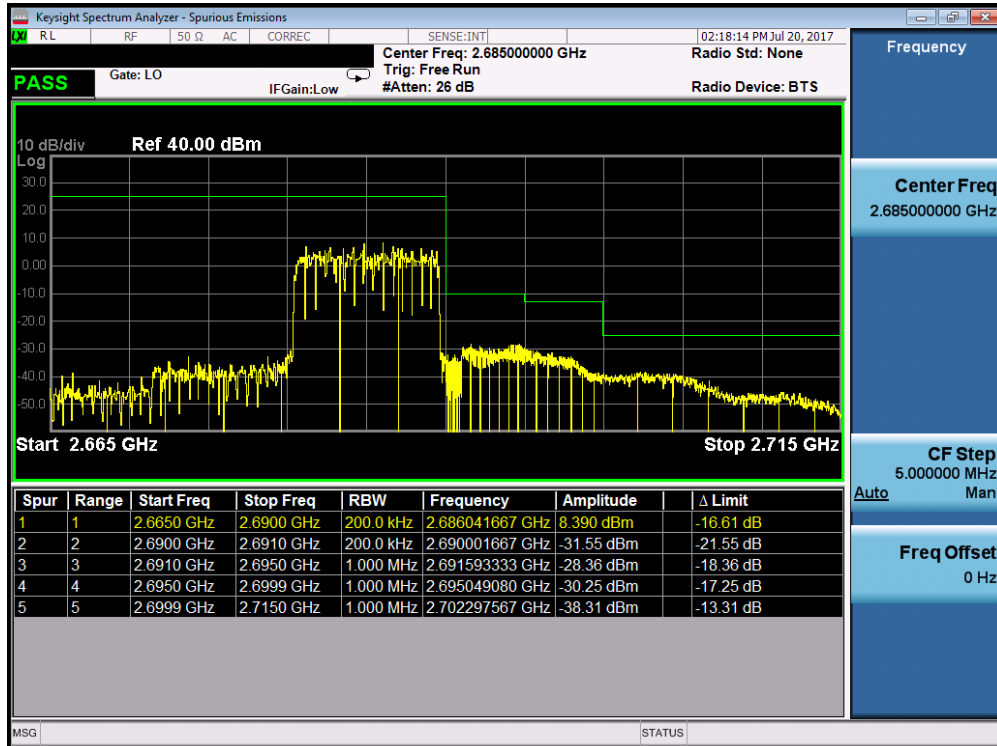 Keysight Spectrum Analyzer - Spurious Emissions
LXI RL RF 50 Ω AC CORREC SENSE:INT 02:18:14 PM Jul 20, 2017
Center Freq: 2.685000000 GHz Radio Std: None
PASS Gate: LO Trig: Free Run
IFGain:Low #Atten: 26 dB Radio Device: BTS
10 dB/div Ref 40.00 dBm
Log
30.0
20.0
10.0
0.00
-10.0
-20.0
-30.0
-40.0
-50.0
Start 2.665 GHz Stop 2.715 GHz
Spur Range Start Freq Stop Freq RBW Frequency Amplitude Δ Limit
1 1 2.6650 GHz 2.6900 GHz 200.0 kHz 2.686041667 GHz 8.390 dBm -16.61 dB
2 2 2.6900 GHz 2.6910 GHz 200.0 kHz 2.690001667 GHz -31.55 dBm -21.55 dB
3 3 2.6910 GHz 2.6950 GHz 1.000 MHz 2.691593333 GHz -28.36 dBm -18.36 dB
4 4 2.6950 GHz 2.6999 GHz 1.000 MHz 2.695049080 GHz -30.25 dBm -17.25 dB
5 5 2.6999 GHz 2.7150 GHz 1.000 MHz 2.702297567 GHz -38.31 dBm -13.31 dB
MSG STATUS
Frequency
Center Freq
2.685000000 GHz
CF Step
5.000000 MHz
Auto Man
Freq Offset
0 Hz